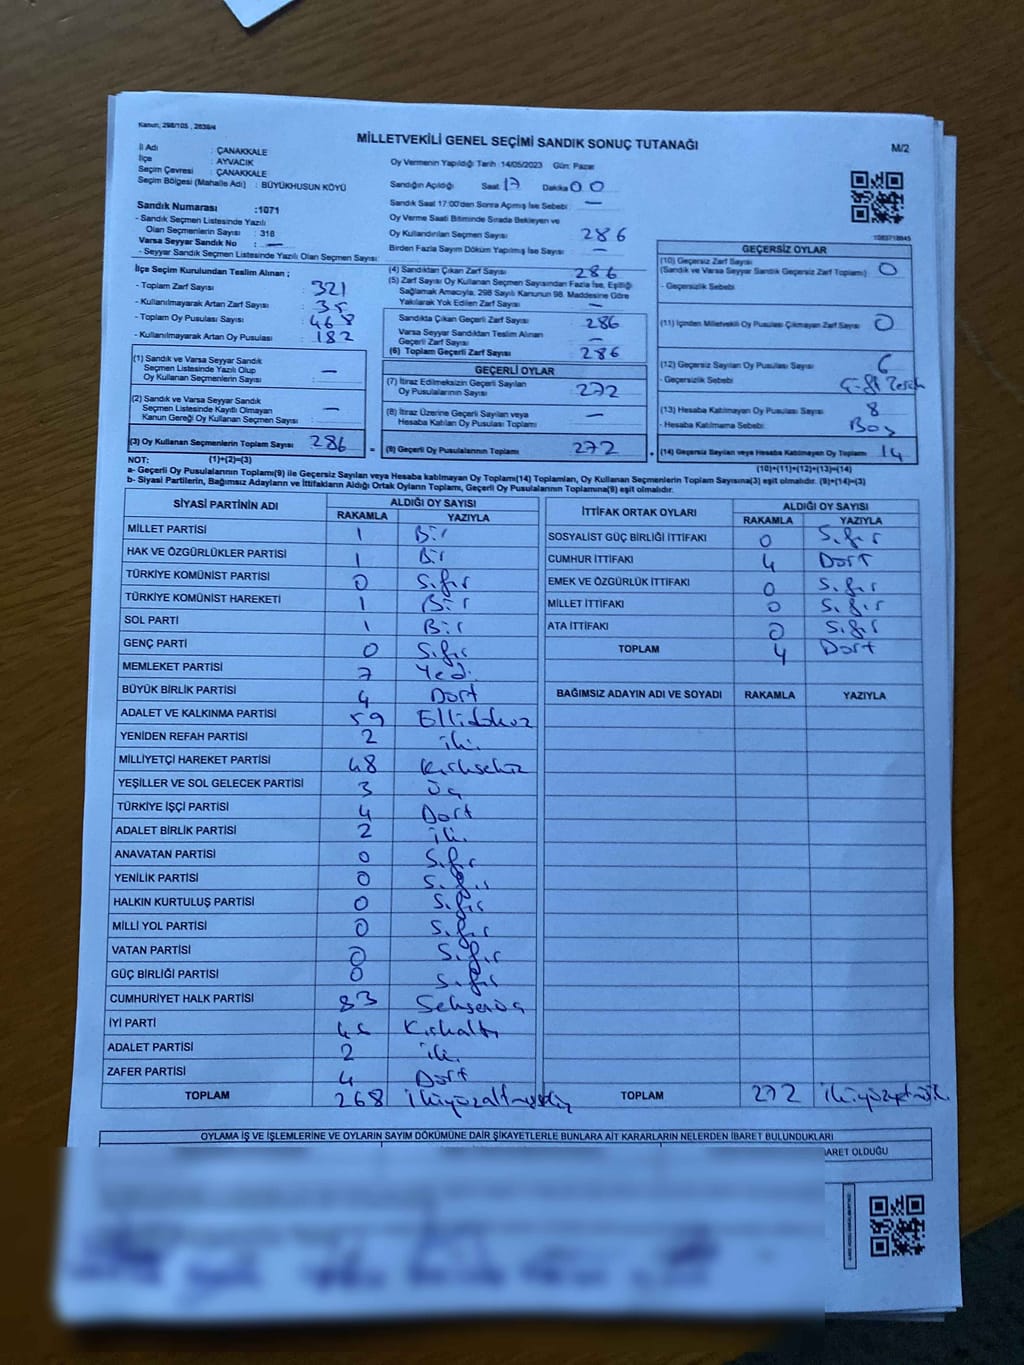 Kanun, 298/105 , 2839/4
MİLLETVEKİLİ GENEL SEÇİMİ SANDIK SONUÇ TUTANAĞI
M/2
İl Adı : ÇANAKKALE
İlçe : AYVACIK
Seçim Çevresi : ÇANAKKALE
Seçim Bölgesi (Mahalle Adı) : BÜYÜKHUSUN KÖYÜ
Oy Vermenin Yapıldığı Tarih :14/05/2023 Gün: Pazar
Sandığın Açıldığı Saat 17 Dakika 00
Sandık Saat 17:00'den Sonra Açılmış İse Sebebi: —
Sandık Numarası :1071
- Sandık Seçmen Listesinde Yazılı
Olan Seçmenlerin Sayısı : 318
Varsa Seyyar Sandık No : —
- Seyyar Sandık Seçmen Listesinde Yazılı Olan Seçmen Sayısı
Oy Verme Saati Bitiminde Sırada Bekleyen ve
Oy Kullandırılan Seçmen Sayısı 286
Birden Fazla Sayım Döküm Yapılmış İse Sayısı —
İlçe Seçim Kurulundan Teslim Alınan ;
- Toplam Zarf Sayısı : 321
- Kullanılmayarak Artan Zarf Sayısı : 35
- Toplam Oy Pusulası Sayısı : 468
- Kullanılmayarak Artan Oy Pusulası : 182
(1) Sandık ve Varsa Seyyar Sandık
Seçmen Listesinde Yazılı Olup
Oy Kullanan Seçmenlerin Sayısı : —
(2) Sandık ve Varsa Seyyar Sandık
Seçmen Listesinde Kayıtlı Olmayan
Kanun Gereği Oy Kullanan Seçmen Sayısı : —
(3) Oy Kullanan Seçmenlerin Toplam Sayısı 286
(4) Sandıktan Çıkan Zarf Sayısı 286
(5) Zarf Sayısı Oy Kullanan Seçmen Sayısından Fazla İse, Eşitliği
Sağlamak Amacıyla, 298 Sayılı Kanunun 98. Maddesine Göre
Yakılarak Yok Edilen Zarf Sayısı : —
Sandıkta Çıkan Geçerli Zarf Sayısı : 286
Varsa Seyyar Sandıktan Teslim Alınan
Geçerli Zarf Sayısı : —
(6) Toplam Geçerli Zarf Sayısı : 286
GEÇERLİ OYLAR
(7) İtiraz Edilmeksizin Geçerli Sayılan
Oy Pusulalarının Sayısı : 272
(8) İtiraz Üzerine Geçerli Sayılan veya
Hesaba Katılan Oy Pusulası Toplamı : —
(9) Geçerli Oy Pusulalarının Toplamı 272
GEÇERSİZ OYLAR
(10) Geçersiz Zarf Sayısı
(Sandık ve Varsa Seyyar Sandık Geçersiz Zarf Toplamı) : 0
- Geçersizlik Sebebi
(11) İçinden Milletvekili Oy Pusulası Çıkmayan Zarf Sayısı : 0
(12) Geçersiz Sayılan Oy Pusulası Sayısı : 6
- Geçersizlik Sebebi
(13) Hesaba Katılmayan Oy Pusulası Sayısı : 8
- Hesaba Katılmama Sebebi: Boş
(14) Geçersiz Sayılan veya Hesaba Katılmayan Oy Toplamı 14
NOT: (1)+(2)=(3)
(10)+(11)+(12)+(13)=(14)
a- Geçerli Oy Pusulalarının Toplamı(9) ile Geçersiz Sayılan veya Hesaba katılmayan Oy Toplamı(14) Toplamları, Oy Kullanan Seçmenlerin Toplam Sayısına(3) eşit olmalıdır. (9)+(14)=(3)
b- Siyasi Partilerin, Bağımsız Adayların ve İttifakların Aldığı Ortak Oyların Toplamı, Geçerli Oy Pusulalarının Toplamına(9) eşit olmalıdır.
SİYASİ PARTİNİN ADI ALDIĞI OY SAYISI
RAKAMLA YAZIYLA
MİLLET PARTİSİ 1 Bir
HAK VE ÖZGÜRLÜKLER PARTİSİ 1 Bir
TÜRKİYE KOMÜNİST PARTİSİ 0 Sıfır
TÜRKİYE KOMÜNİST HAREKETİ 1 Bir
SOL PARTİ 1 Bir
GENÇ PARTİ 0 Sıfır
MEMLEKET PARTİSİ 7 Yedi
BÜYÜK BİRLİK PARTİSİ 4 Dört
ADALET VE KALKINMA PARTİSİ 59 Ellidokuz
YENİDEN REFAH PARTİSİ 2 iki
MİLLİYETÇİ HAREKET PARTİSİ 48 Kırksekiz
YEŞİLLER VE SOL GELECEK PARTİSİ 3 Üç
TÜRKİYE İŞÇİ PARTİSİ 4 Dört
ADALET BİRLİK PARTİSİ 2 iki
ANAVATAN PARTİSİ 0 Sıfır
YENİLİK PARTİSİ 0 Sıfır
HALKIN KURTULUŞ PARTİSİ 0 Sıfır
MİLLİ YOL PARTİSİ 0 Sıfır
VATAN PARTİSİ 0 Sıfır
GÜÇ BİRLİĞİ PARTİSİ 0 Sıfır
CUMHURİYET HALK PARTİSİ 83 Seksenüç
İYİ PARTİ 46 Kırkaltı
ADALET PARTİSİ 2 iki
ZAFER PARTİSİ 4 Dört
TOPLAM 268 ikiyüzaltmışsekiz
İTTİFAK ORTAK OYLARI ALDIĞI OY SAYISI
RAKAMLA YAZIYLA
SOSYALİST GÜÇ BİRLİĞİ İTTİFAKI 0 Sıfır
CUMHUR İTTİFAKI 4 Dört
EMEK VE ÖZGÜRLÜK İTTİFAKI 0 Sıfır
MİLLET İTTİFAKI 0 Sıfır
ATA İTTİFAKI 0 Sıfır
TOPLAM 4 Dört
BAĞIMSIZ ADAYIN ADI VE SOYADI RAKAMLA YAZIYLA
TOPLAM 272 ikiyüzyetmişiki
OYLAMA İŞ VE İŞLEMLERİNE VE OYLARIN SAYIM DÖKÜMÜNE DAİR ŞİKAYETLERLE BUNLARA AİT KARARLARIN NELERDEN İBARET BULUNDUKLARI
BARET OLDUĞU